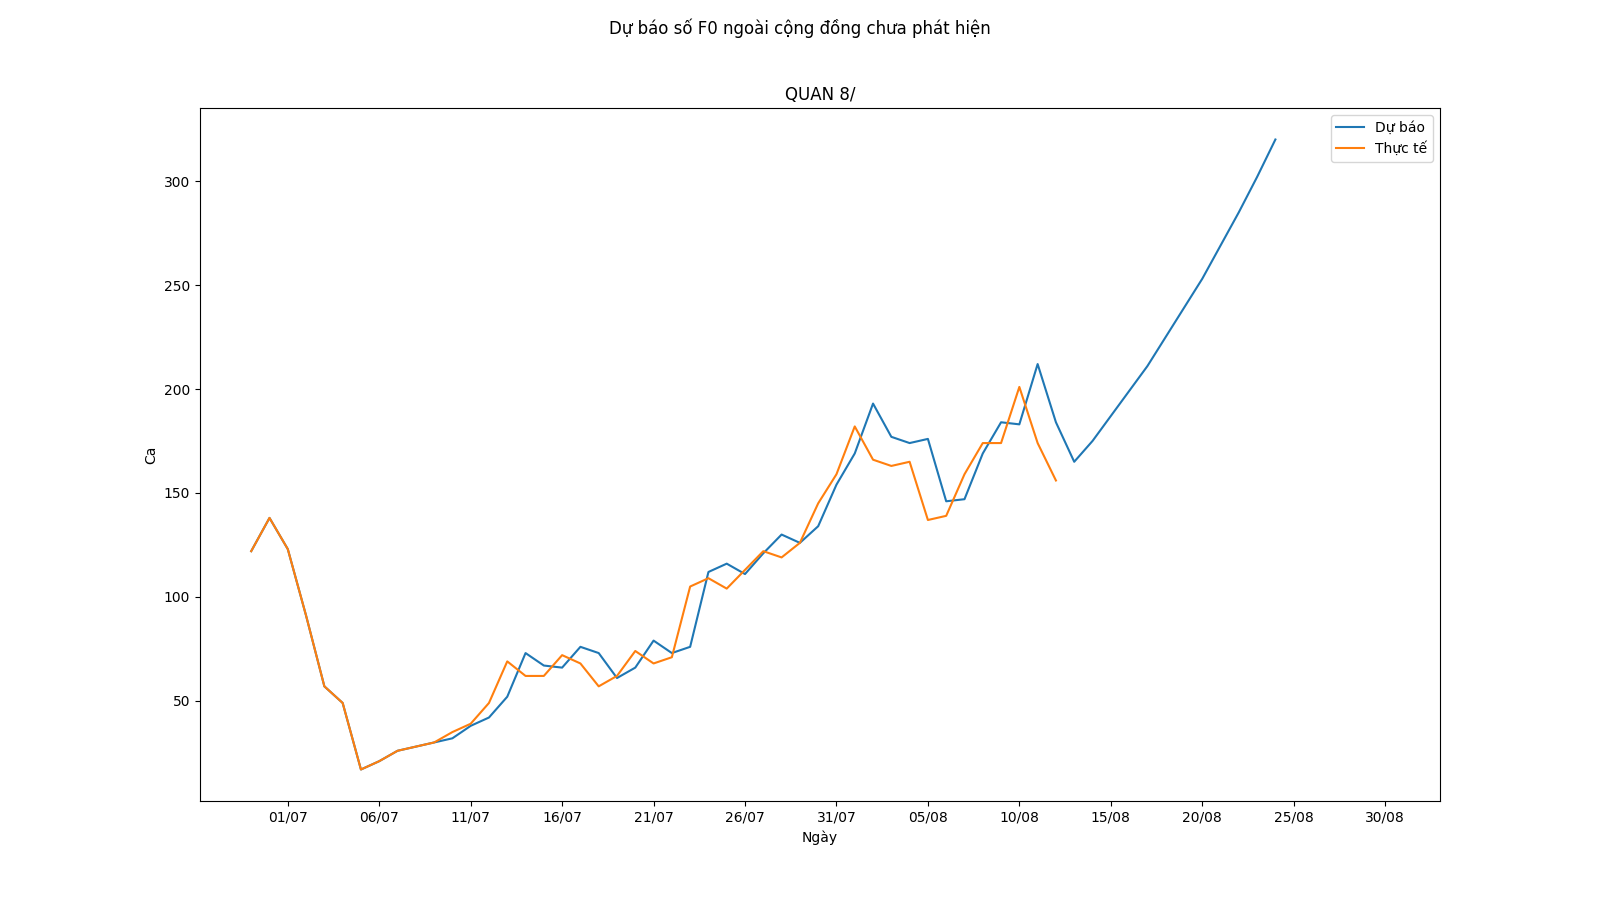 Dự báo số F0 ngoài cộng đồng chưa phát hiện
QUAN 8/
Dự báo
Thực tế
300
250
200
150
100
50
Ca
01/07 06/07 11/07 16/07 21/07 26/07 31/07 05/08 10/08 15/08 20/08 25/08 30/08
Ngày